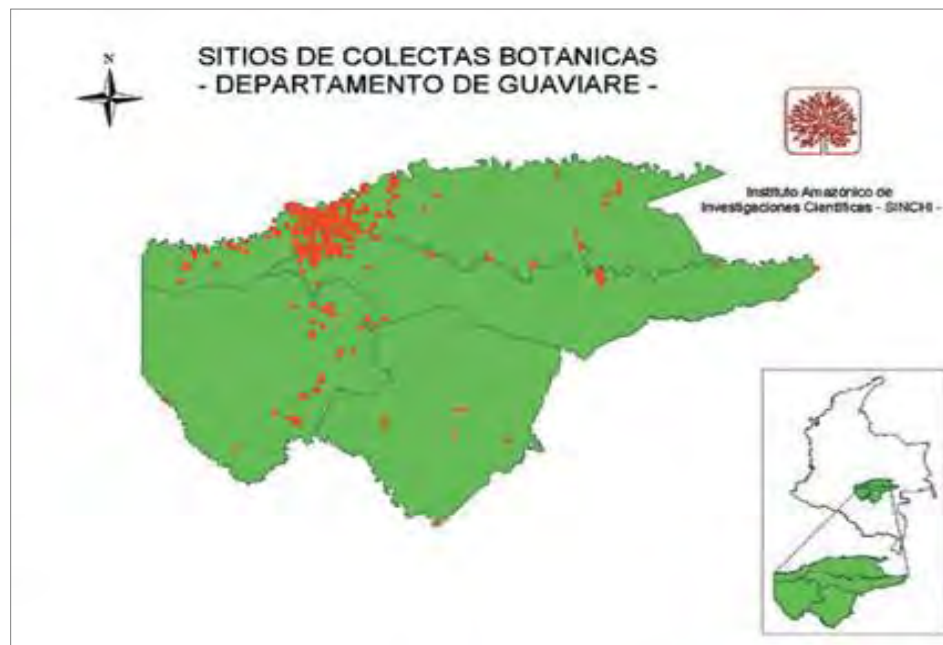 N
SITIOS DE COLECTAS BOTANICAS
- DEPARTAMENTO DE GUAVIARE -
Instituto Amazónico de
Investigaciones Científicas - SINCHI -